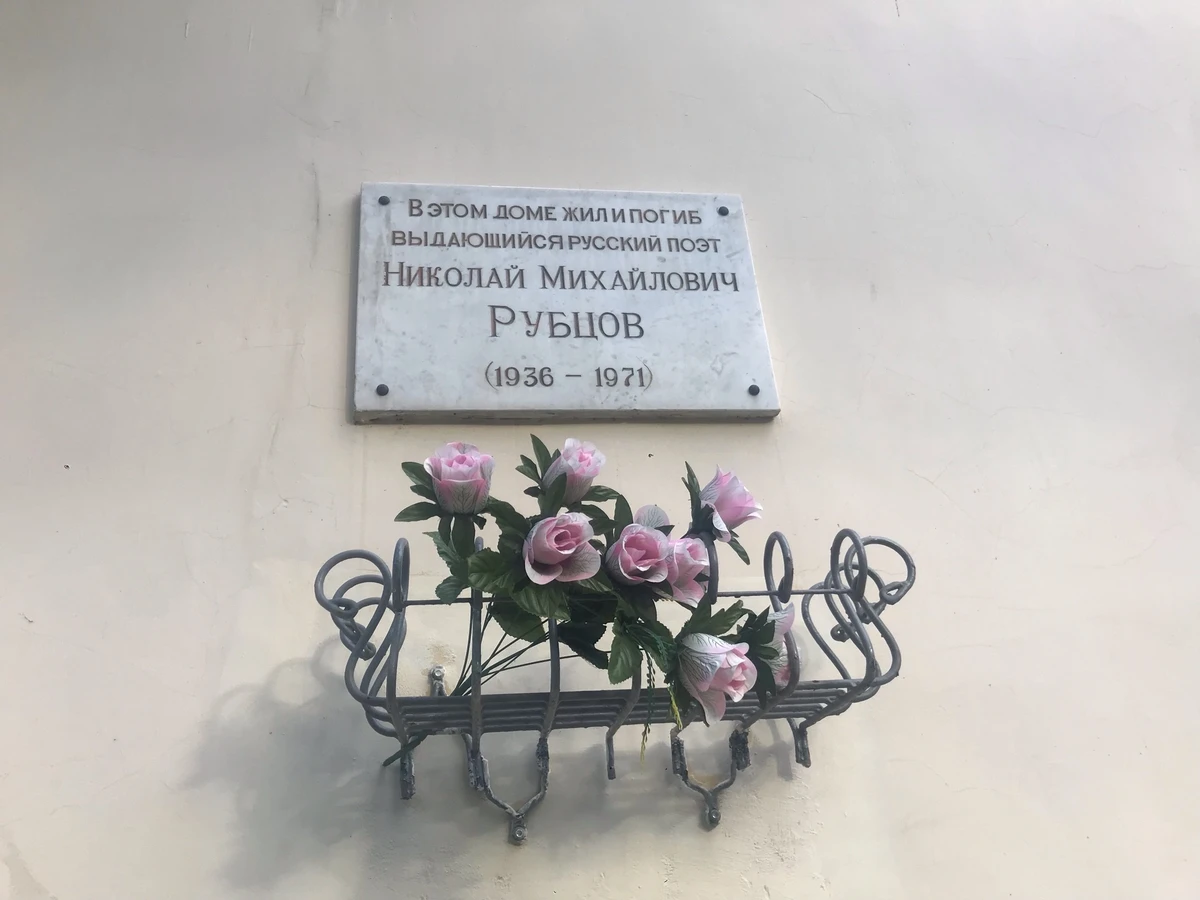 В ЭТОМ ДОМЕ ЖИЛ И ПОГИБ
ВЫДАЮЩИЙСЯ РУССКИЙ ПОЭТ
НИКОЛАЙ МИХАЙЛОВИЧ
РУБЦОВ
(1936 – 1971)